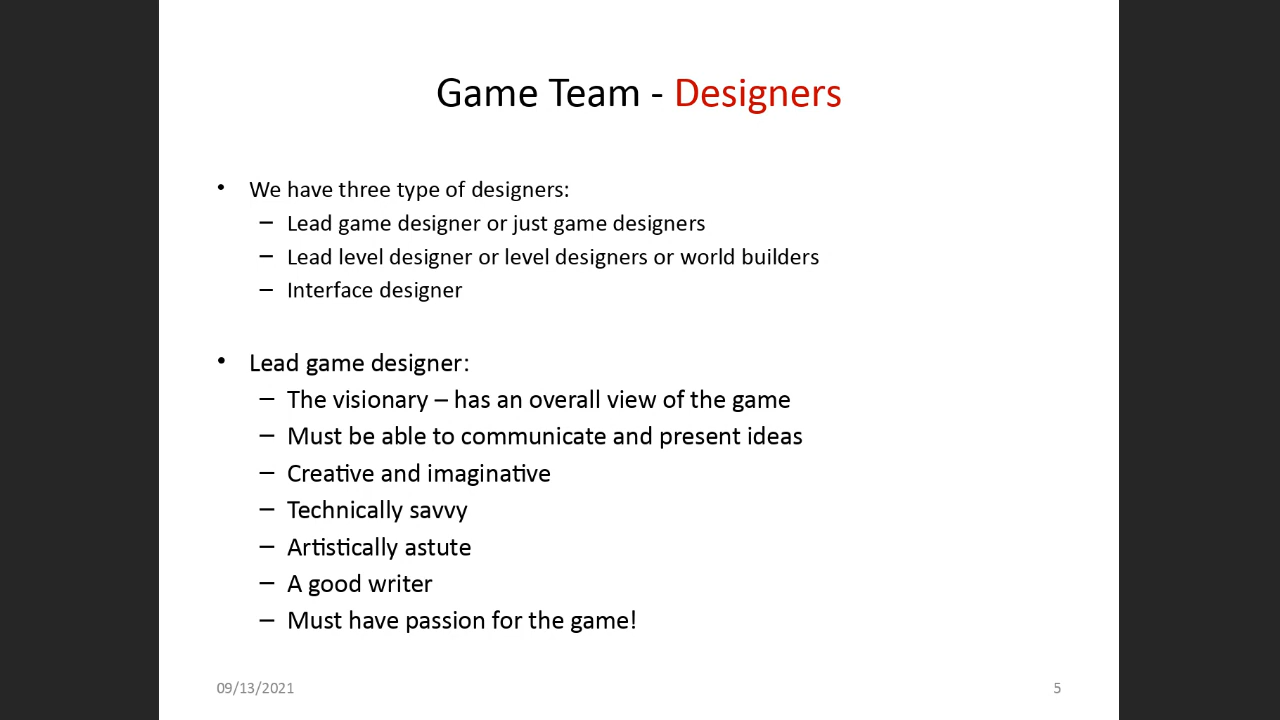 Game Team - Designers
• We have three type of designers:
– Lead game designer or just game designers
– Lead level designer or level designers or world builders
– Interface designer
• Lead game designer:
– The visionary – has an overall view of the game
– Must be able to communicate and present ideas
– Creative and imaginative
– Technically savvy
– Artistically astute
– A good writer
– Must have passion for the game!
09/13/2021
5